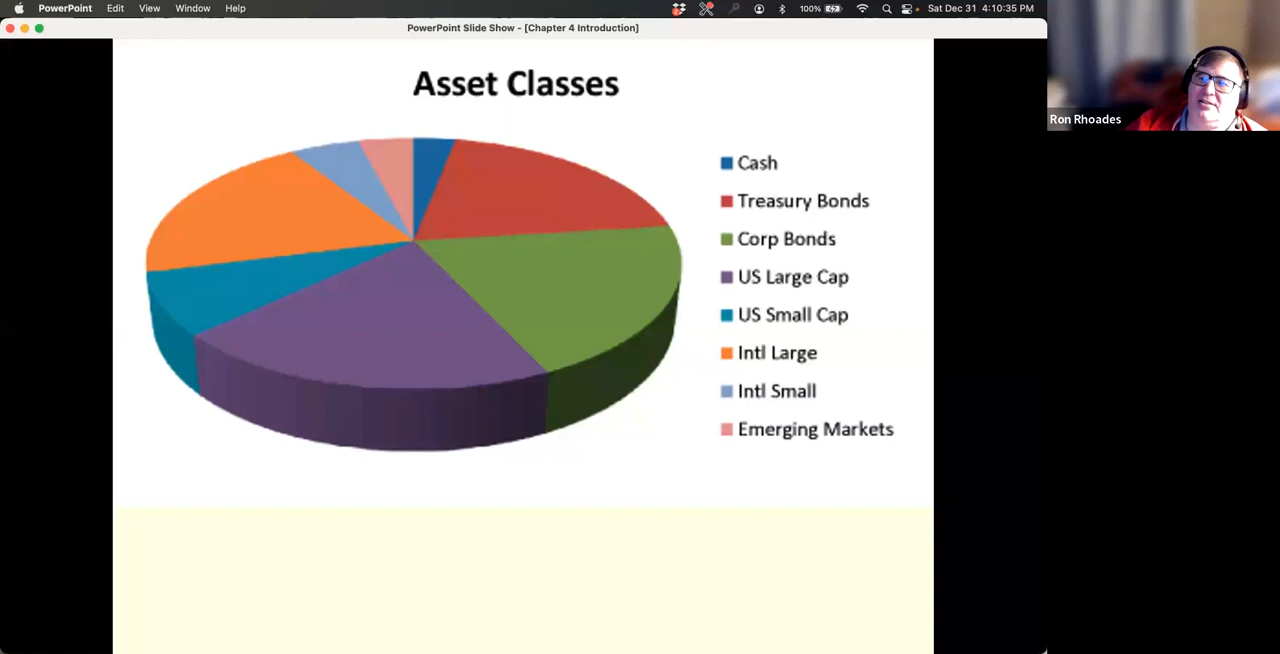 PowerPoint Edit View Window Help 100% Sat Dec 31 4:10:35 PM
PowerPoint Slide Show - [Chapter 4 Introduction]
Asset Classes
Ron Rhoades
Cash
Treasury Bonds
Corp Bonds
US Large Cap
US Small Cap
Intl Large
Intl Small
Emerging Markets